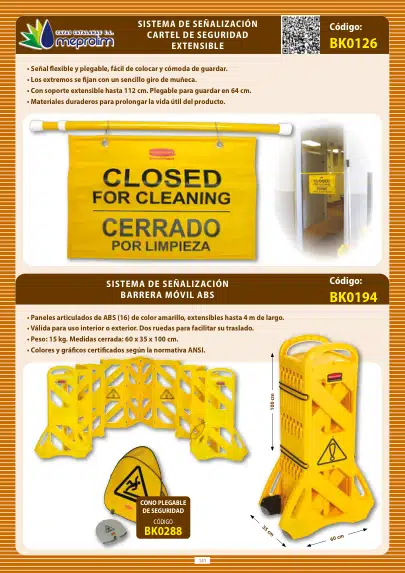 TAPAS CATALANAS S.L.
meprolim
SISTEMA DE SEÑALIZACIÓN
CARTEL DE SEGURIDAD
EXTENSIBLE
Código:
BK0126
• Señal flexible y plegable, fácil de colocar y cómoda de guardar.
• Los extremos se fijan con un sencillo giro de muñeca.
• Con soporte extensible hasta 112 cm. Plegable para guardar en 64 cm.
• Materiales duraderos para prolongar la vida útil del producto.
CLOSED
FOR CLEANING
CERRADO
POR LIMPIEZA
CERRADO
SISTEMA DE SEÑALIZACIÓN
BARRERA MÓVIL ABS
Código:
BK0194
• Paneles articulados de ABS (16) de color amarillo, extensibles hasta 4 m de largo.
• Válida para uso interior o exterior. Dos ruedas para facilitar su traslado.
• Peso: 15 kg. Medidas cerrada: 60 x 35 x 100 cm.
• Colores y gráficos certificados según la normativa ANSI.
100 cm
CONO PLEGABLE
DE SEGURIDAD
CÓDIGO
BK0288
35 cm
60 cm